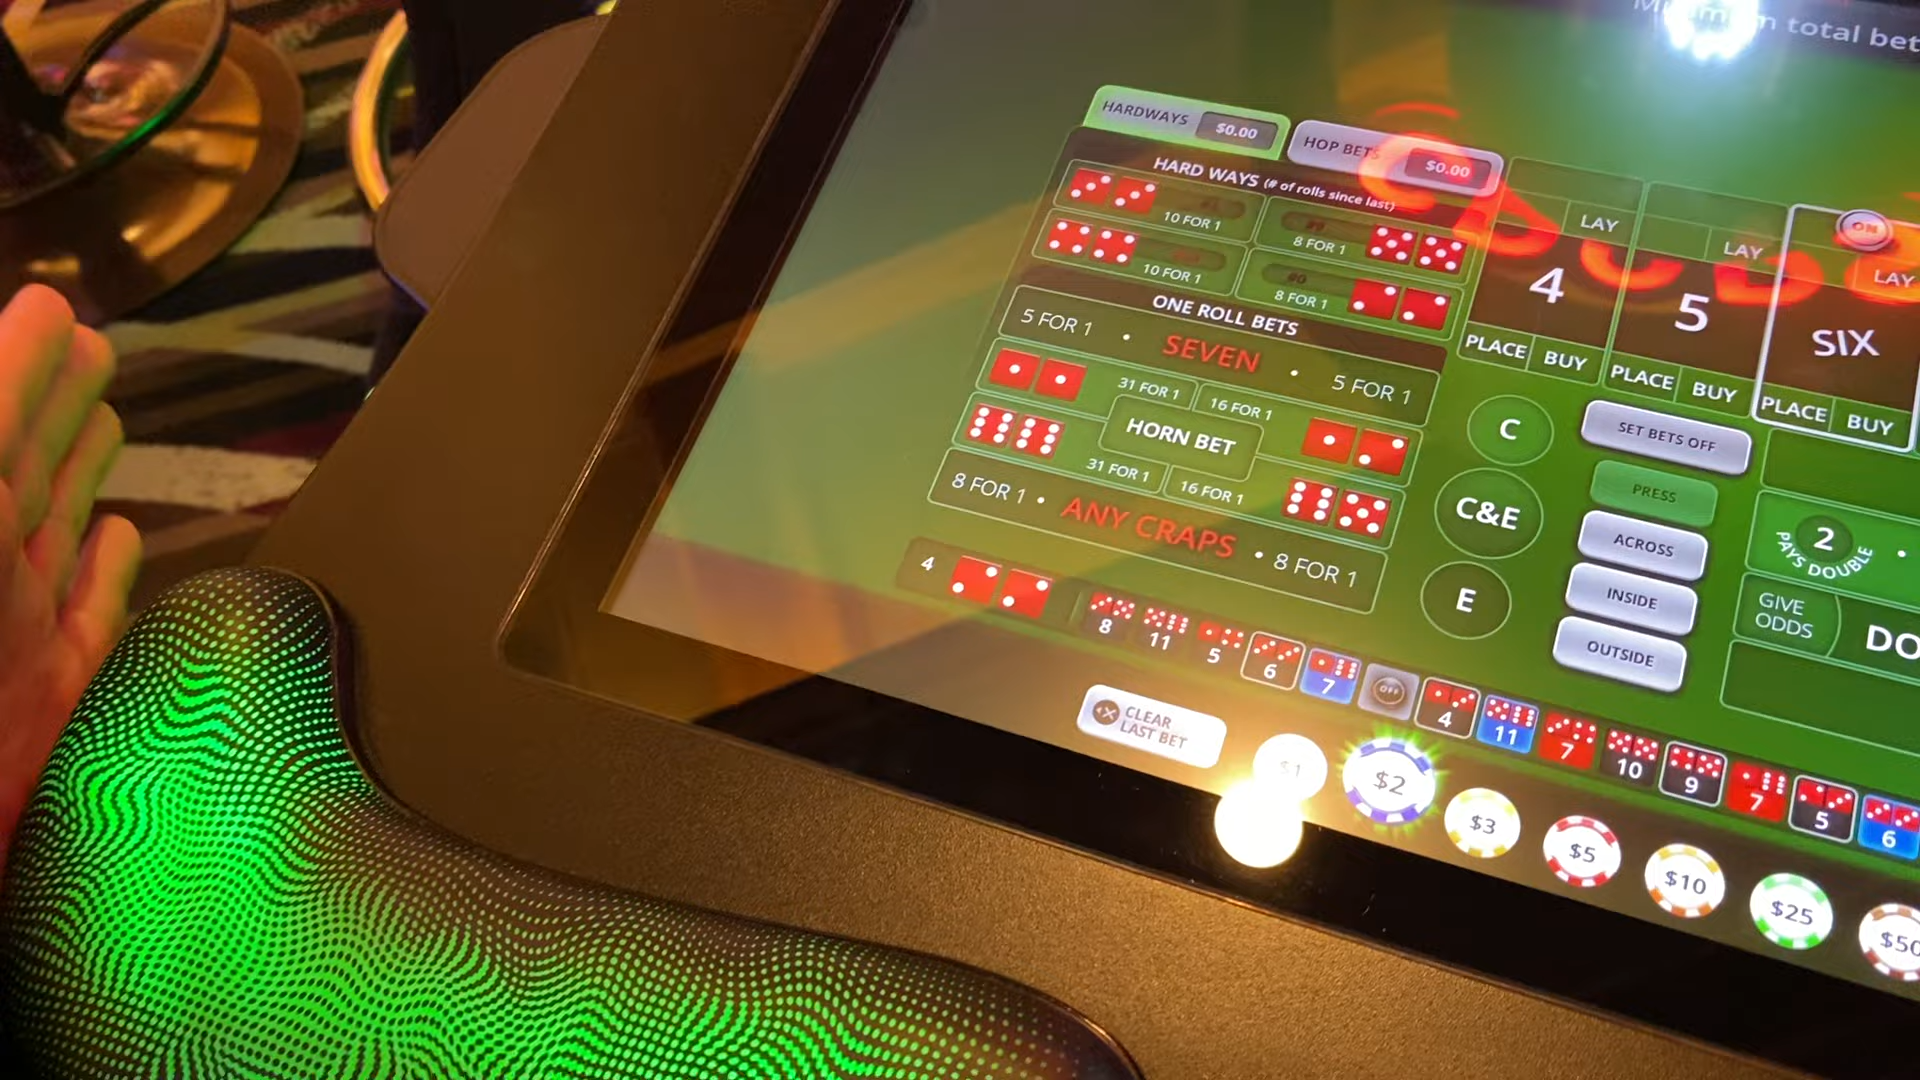 Minimum total bet
HARDWAYS $0.00
HOP BETS $0.00
HARD WAYS (# of rolls since last)
10 FOR 1
8 FOR 1
10 FOR 1
#0
8 FOR 1
ONE ROLL BETS
5 FOR 1 • SEVEN • 5 FOR 1
31 FOR 1
16 FOR 1
HORN BET
31 FOR 1
16 FOR 1
8 FOR 1 • ANY CRAPS • 8 FOR 1
LAY
4
PLACE BUY
LAY
5
PLACE BUY
ON
LAY
SIX
PLACE BUY
C
C&E
E
SET BETS OFF
PRESS
ACROSS
INSIDE
OUTSIDE
2
PAYS DOUBLE
GIVE
ODDS
DO
4
8
11
5
6
7
OFF
4
11
7
10
9
7
5
6
CLEAR
LAST BET
$1
$2
$3
$5
$10
$25
$50